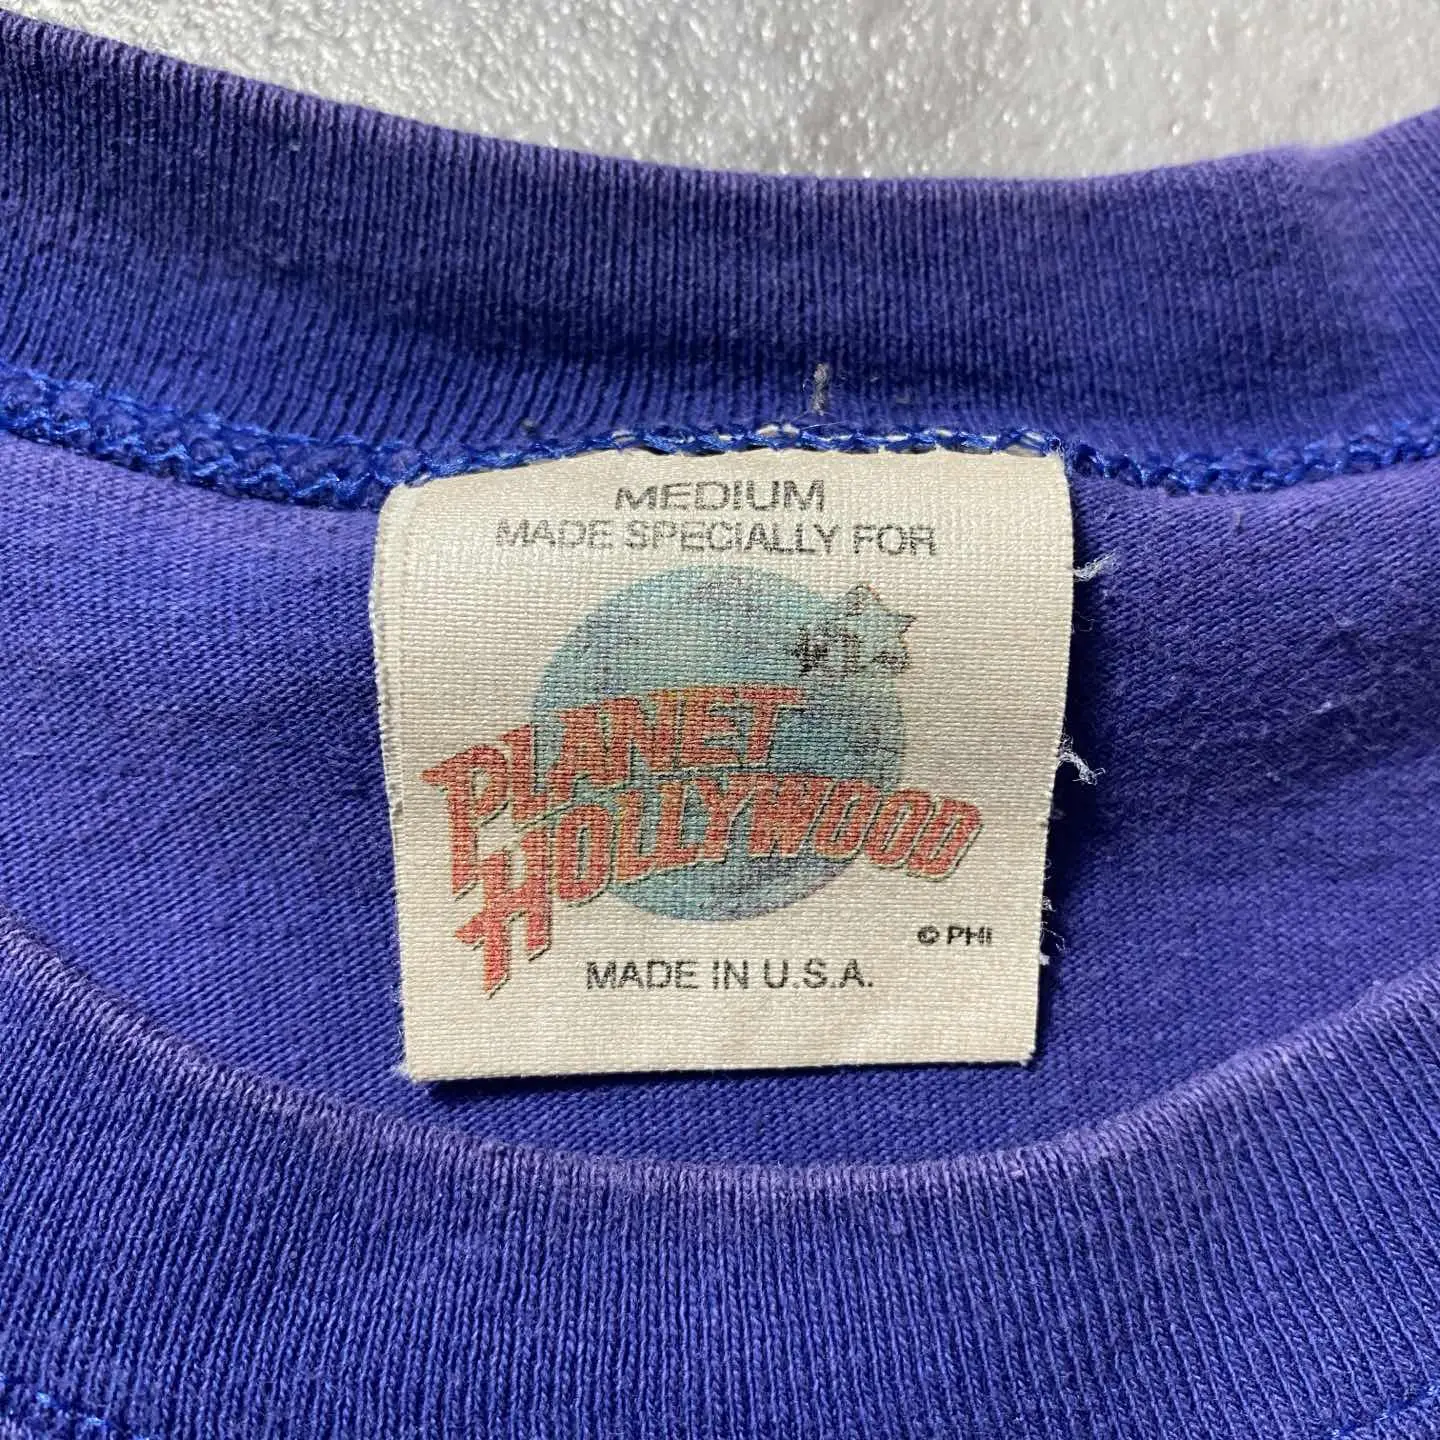 MEDIUM
MADE SPECIALLY FOR
PLANET
HOLLYWOOD
© PHI
MADE IN U.S.A.